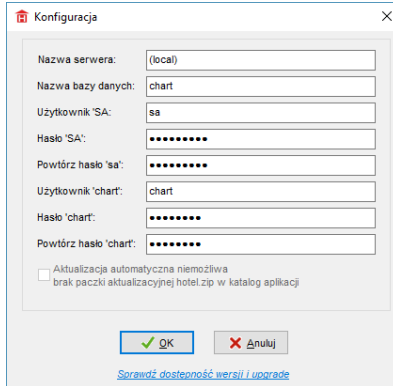 Konfiguracja
Nazwa serwera: (local)
Nazwa bazy danych: chart
Użytkownik 'SA: sa
Hasło 'SA': •••••••••
Powtórz hasło 'sa': •••••••••
Użytkownik 'chart': chart
Hasło 'chart': ••••••••
Powtórz hasło 'chart': ••••••••
Aktualizacja automatyczna niemożliwa
brak paczki aktualizacyjnej hotel.zip w katalog aplikacji
OK Anuluj
Sprawdź dostępność wersji i upgrade